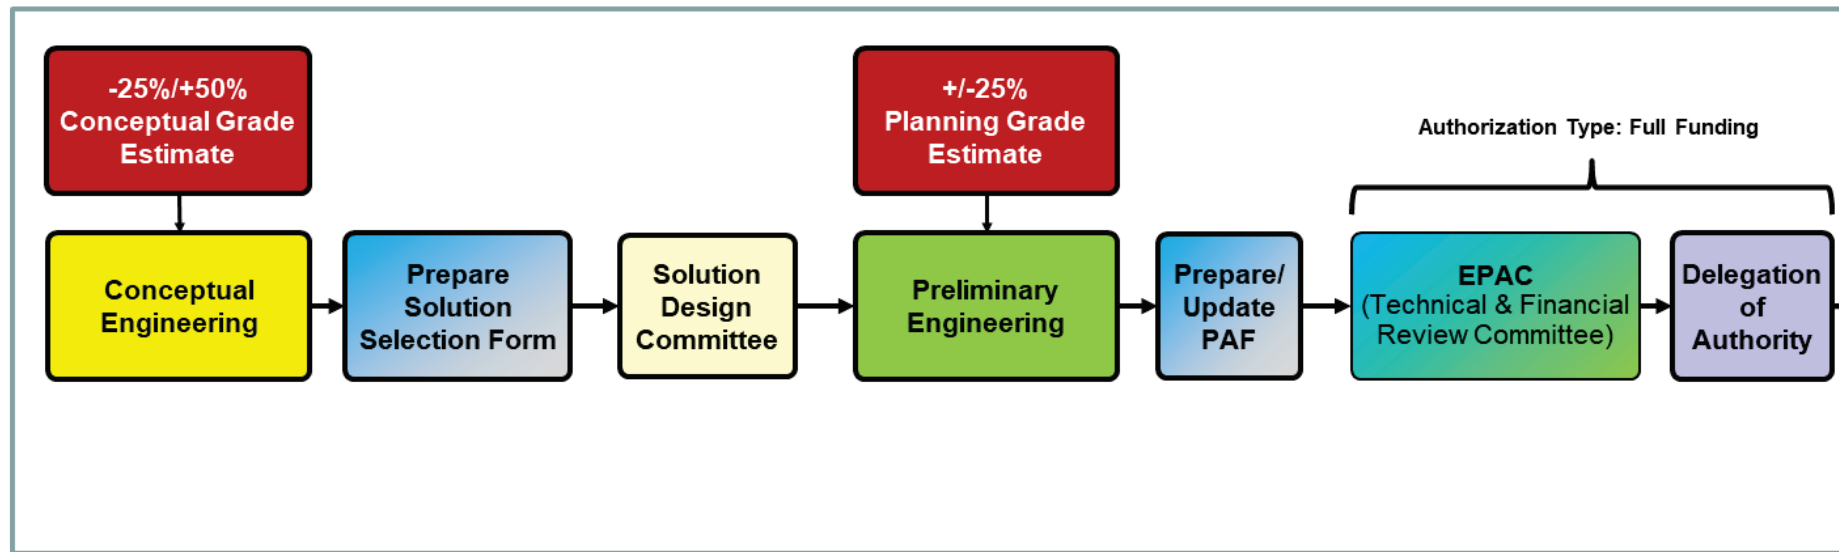 -25%/+50%
Conceptual Grade
Estimate
+/-25%
Planning Grade
Estimate
Authorization Type: Full Funding
Conceptual
Engineering
Prepare
Solution
Selection Form
Solution
Design
Committee
Preliminary
Engineering
Prepare/
Update
PAF
EPAC
(Technical & Financial
Review Committee)
Delegation
of
Authority